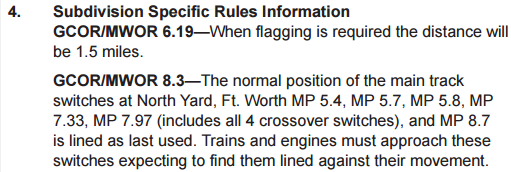 4. Subdivision Specific Rules Information
GCOR/MWOR 6.19—When flagging is required the distance will
be 1.5 miles.
GCOR/MWOR 8.3—The normal position of the main track
switches at North Yard, Ft. Worth MP 5.4, MP 5.7, MP 5.8, MP
7.33, MP 7.97 (includes all 4 crossover switches), and MP 8.7
is lined as last used. Trains and engines must approach these
switches expecting to find them lined against their movement.